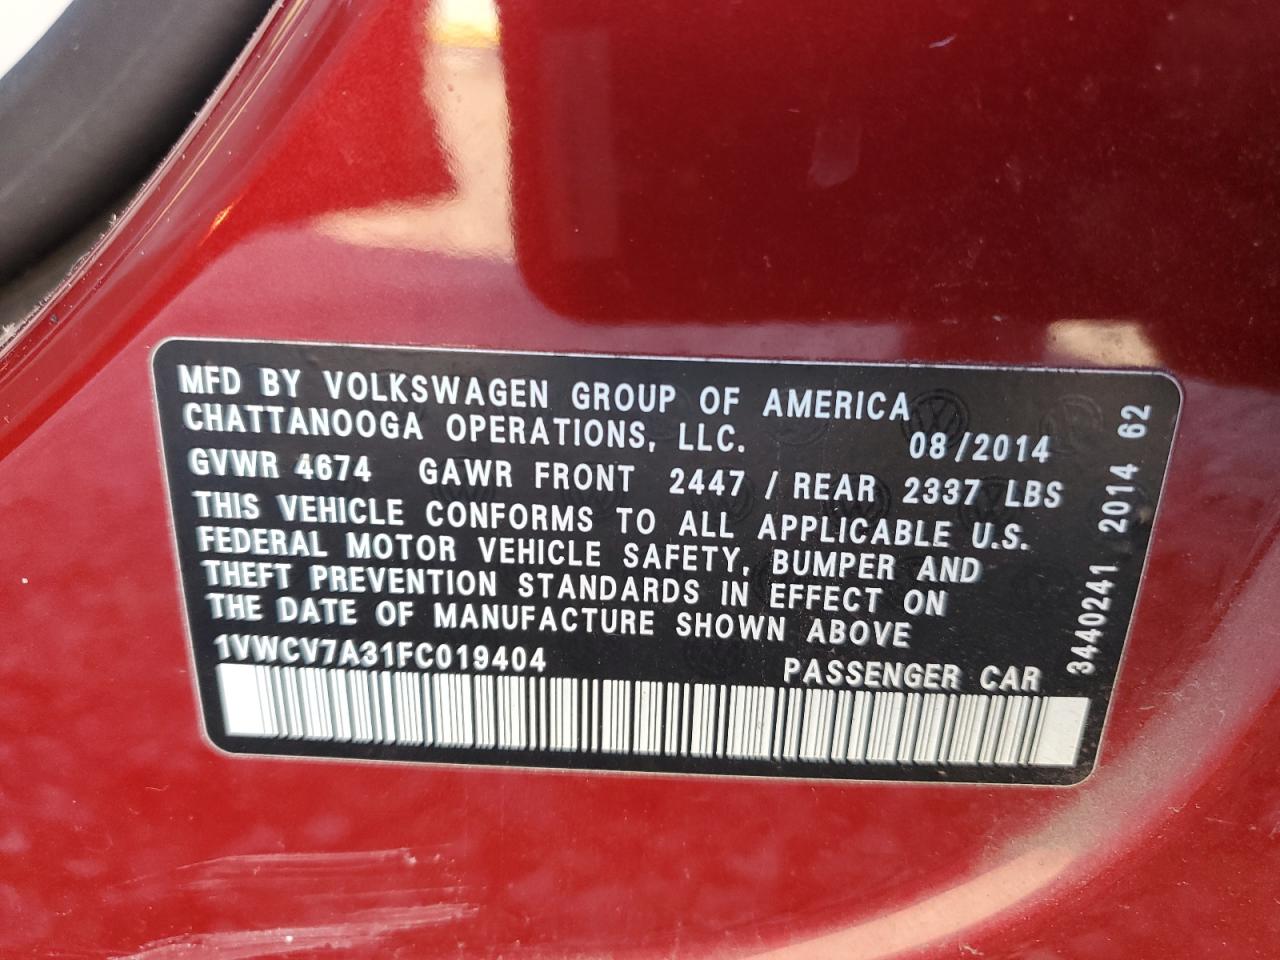 MFD BY VOLKSWAGEN GROUP OF AMERICA
CHATTANOOGA OPERATIONS, LLC. 08/2014
GVWR 4674 GAWR FRONT 2447 / REAR 2337 LBS
THIS VEHICLE CONFORMS TO ALL APPLICABLE U.S.
FEDERAL MOTOR VEHICLE SAFETY, BUMPER AND
THEFT PREVENTION STANDARDS IN EFFECT ON
THE DATE OF MANUFACTURE SHOWN ABOVE
1VWCV7A31FC019404 PASSENGER CAR
3440241 2014 62